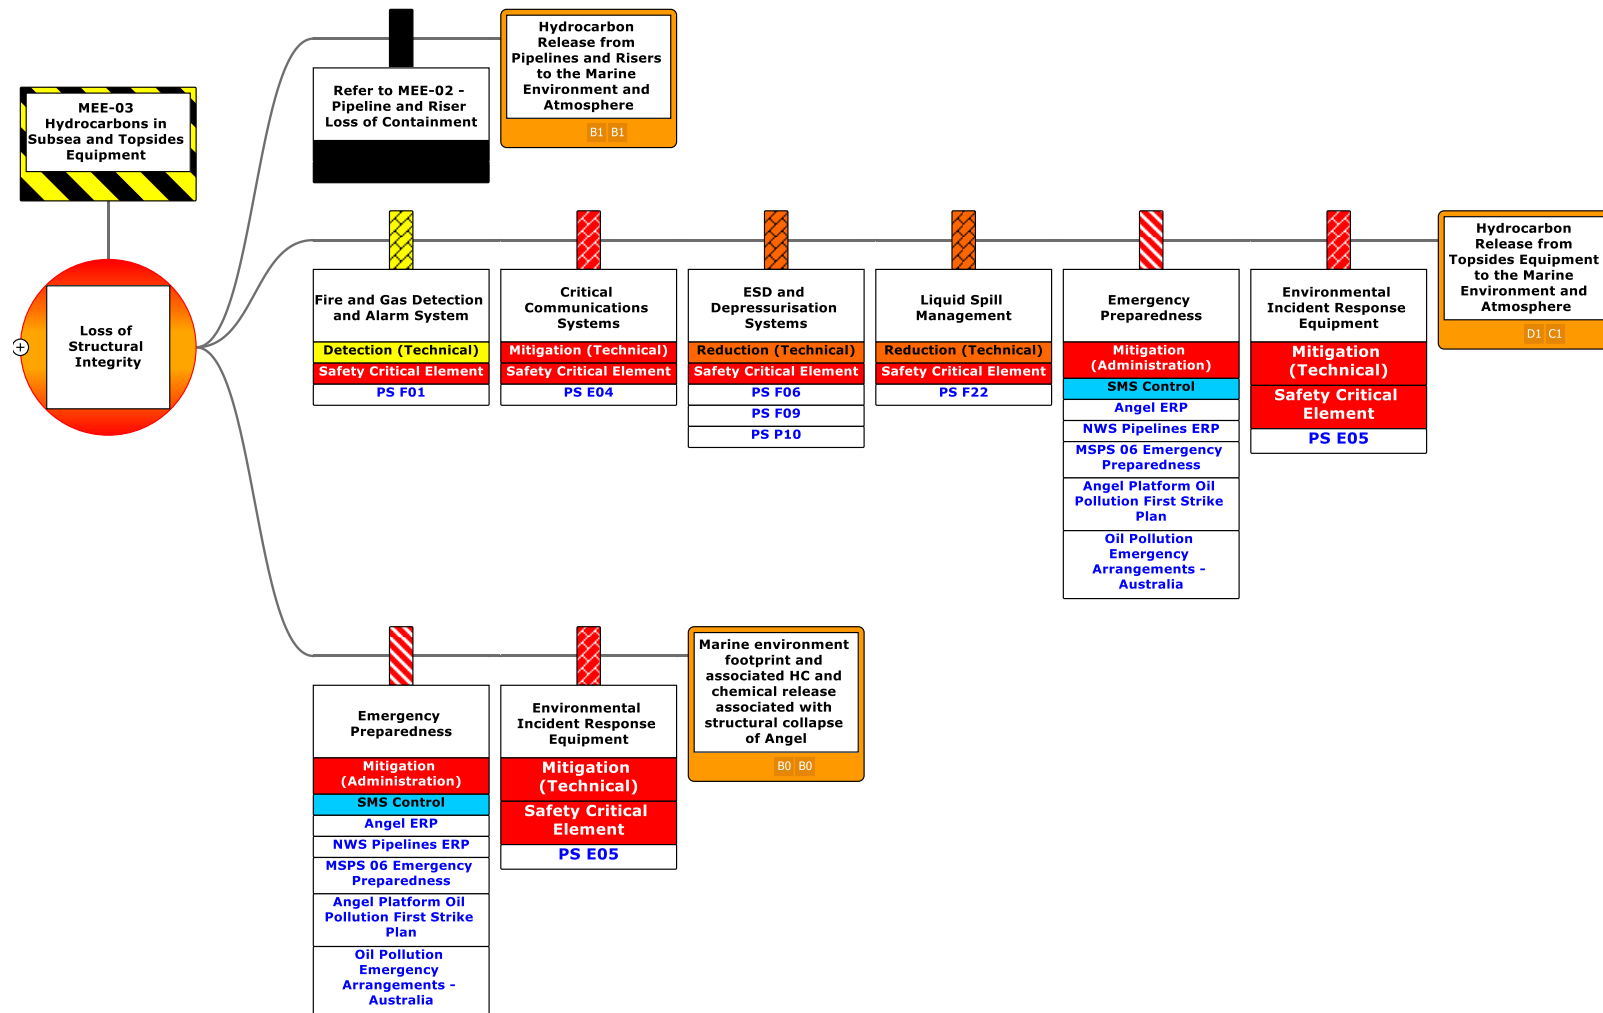 MEE-03
Hydrocarbons in
Subsea and Topsides
Equipment
Loss of
Structural
Integrity
Refer to MEE-02 -
Pipeline and Riser
Loss of Containment
Hydrocarbon
Release from
Pipelines and Risers
to the Marine
Environment and
Atmosphere
B1 B1
Fire and Gas Detection
and Alarm System
Detection (Technical)
Safety Critical Element
PS F01
Critical
Communications
Systems
Mitigation (Technical)
Safety Critical Element
PS E04
ESD and
Depressurisation
Systems
Reduction (Technical)
Safety Critical Element
PS F06
PS F09
PS P10
Liquid Spill
Management
Reduction (Technical)
Safety Critical Element
PS F22
Emergency
Preparedness
Mitigation
(Administration)
SMS Control
Angel ERP
NWS Pipelines ERP
MSPS 06 Emergency
Preparedness
Angel Platform Oil
Pollution First Strike
Plan
Oil Pollution
Emergency
Arrangements -
Australia
Environmental
Incident Response
Equipment
Mitigation
(Technical)
Safety Critical
Element
PS E05
Hydrocarbon
Release from
Topsides Equipment
to the Marine
Environment and
Atmosphere
D1 C1
Emergency
Preparedness
Mitigation
(Administration)
SMS Control
Angel ERP
NWS Pipelines ERP
MSPS 06 Emergency
Preparedness
Angel Platform Oil
Pollution First Strike
Plan
Oil Pollution
Emergency
Arrangements -
Australia
Environmental
Incident Response
Equipment
Mitigation
(Technical)
Safety Critical
Element
PS E05
Marine environment
footprint and
associated HC and
chemical release
associated with
structural collapse
of Angel
B0 B0